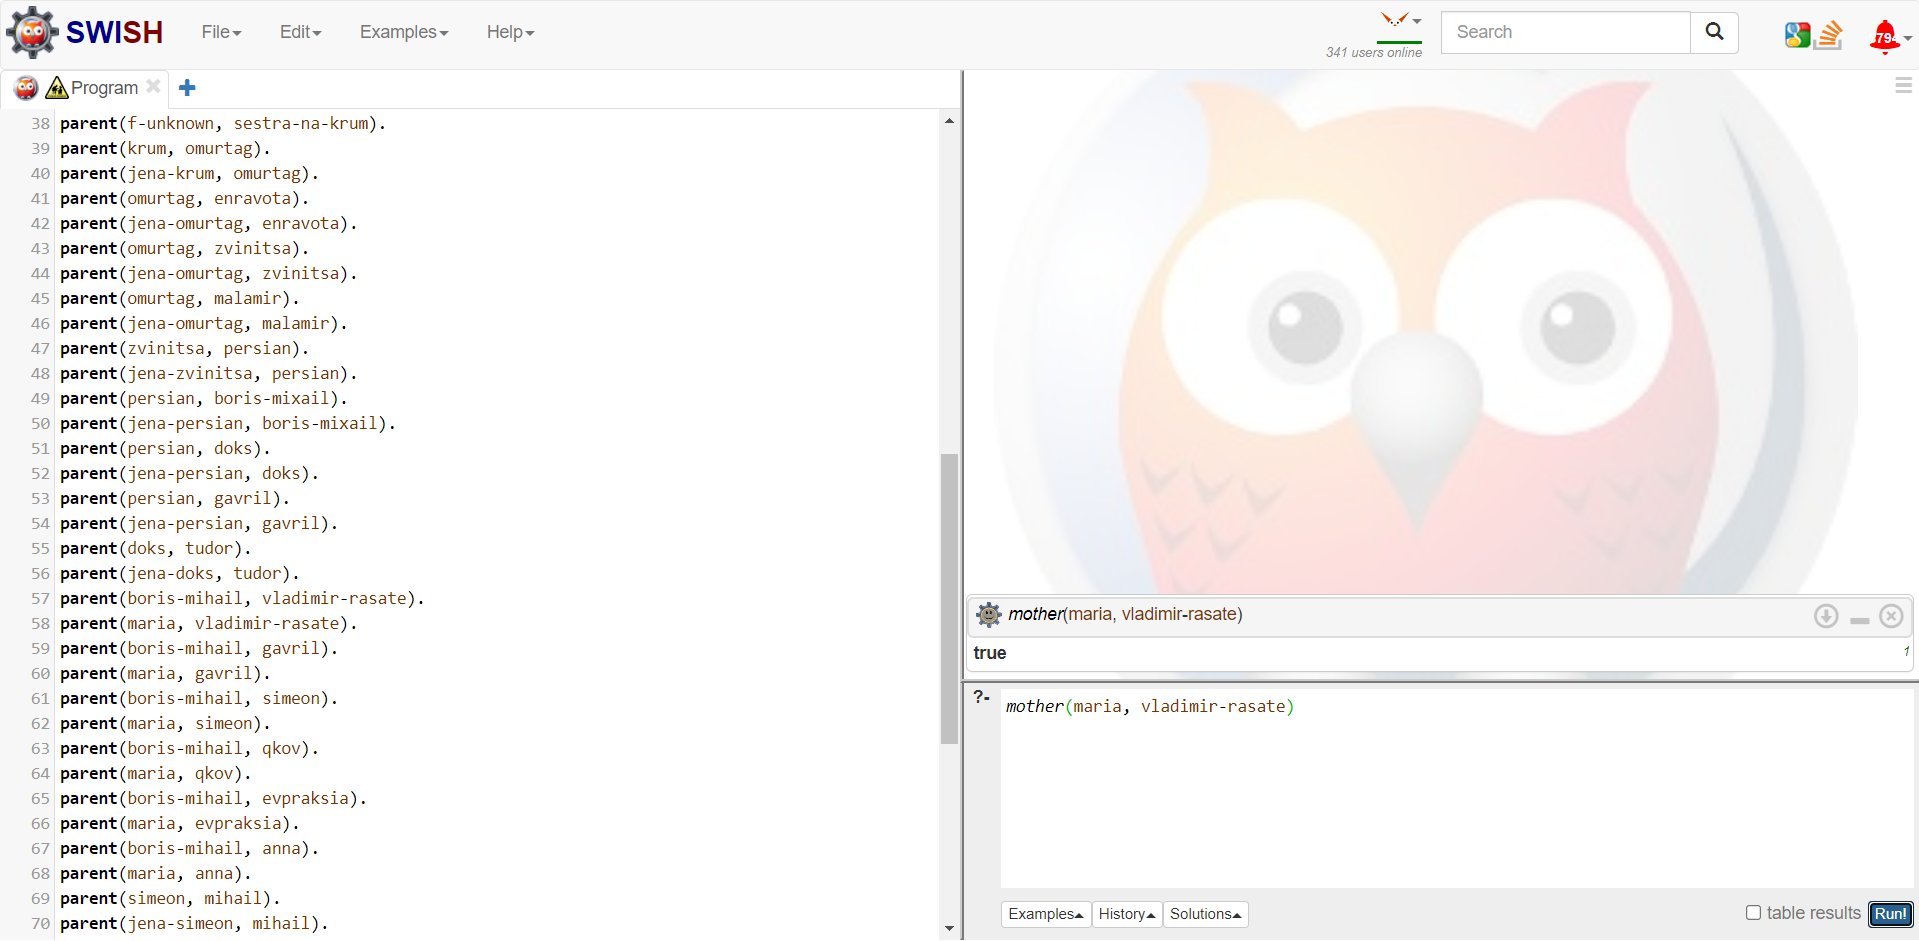 SWISH File Edit Examples Help 341 users online Search 794
Program
38 parent(f-unknown, sestra-na-krum).
39 parent(krum, omurtag).
40 parent(jena-krum, omurtag).
41 parent(omurtag, enravota).
42 parent(jena-omurtag, enravota).
43 parent(omurtag, zvinitsa).
44 parent(jena-omurtag, zvinitsa).
45 parent(omurtag, malamir).
46 parent(jena-omurtag, malamir).
47 parent(zvinitsa, persian).
48 parent(jena-zvinitsa, persian).
49 parent(persian, boris-mixail).
50 parent(jena-persian, boris-mixail).
51 parent(persian, doks).
52 parent(jena-persian, doks).
53 parent(persian, gavril).
54 parent(jena-persian, gavril).
55 parent(doks, tudor).
56 parent(jena-doks, tudor).
57 parent(boris-mihail, vladimir-rasate).
58 parent(maria, vladimir-rasate).
59 parent(boris-mihail, gavril).
60 parent(maria, gavril).
61 parent(boris-mihail, simeon).
62 parent(maria, simeon).
63 parent(boris-mihail, qkov).
64 parent(maria, qkov).
65 parent(boris-mihail, evpraksia).
66 parent(maria, evpraksia).
67 parent(boris-mihail, anna).
68 parent(maria, anna).
69 parent(simeon, mihail).
70 parent(jena-simeon, mihail).
mother(maria, vladimir-rasate)
true 1
?- mother(maria, vladimir-rasate)
Examples History Solutions table results Run!